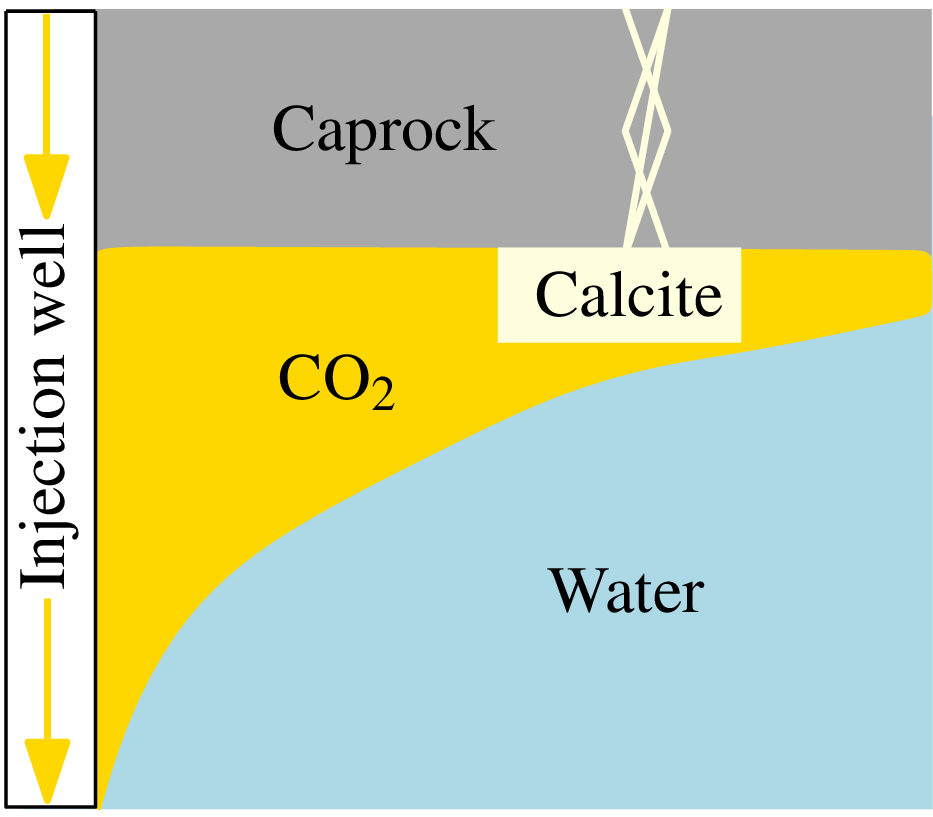 Injection well
Caprock
Calcite
CO₂
Water